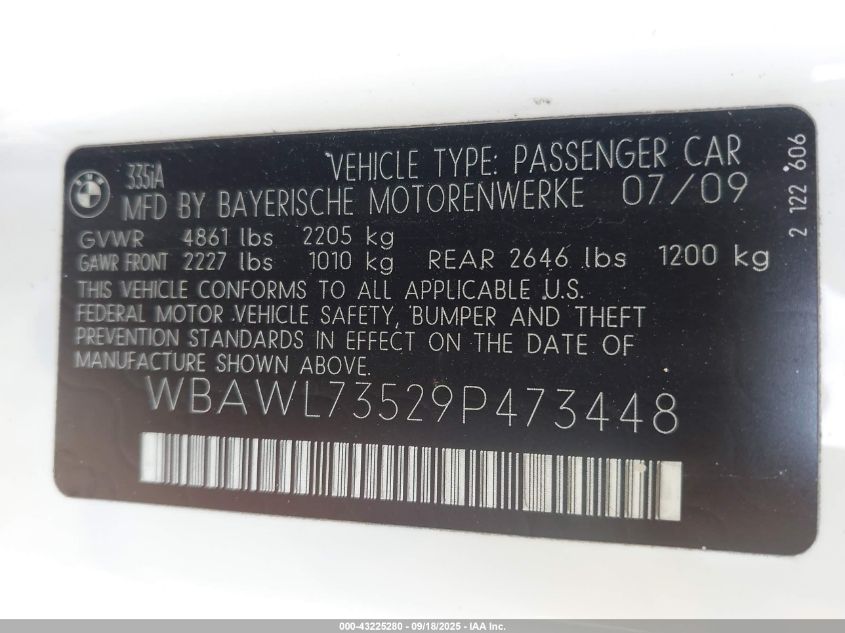 335iA VEHICLE TYPE: PASSENGER CAR
MFD BY BAYERISCHE MOTORENWERKE 07/09
GVWR 4861 lbs 2205 kg
GAWR FRONT 2227 lbs 1010 kg REAR 2646 lbs 1200 kg
THIS VEHICLE CONFORMS TO ALL APPLICABLE U.S.
FEDERAL MOTOR VEHICLE SAFETY, BUMPER AND THEFT
PREVENTION STANDARDS IN EFFECT ON THE DATE OF
MANUFACTURE SHOWN ABOVE.
WBAWL73529P473448
2 122 606
000-43225280 - 09/18/2025 - IAA Inc.